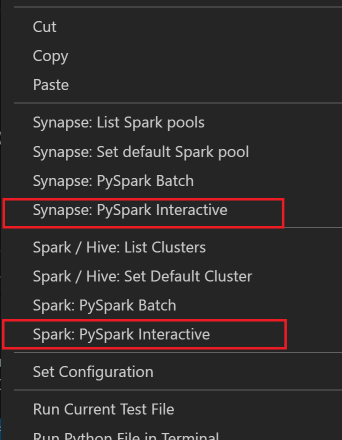 Cut
Copy
Paste
Synapse: List Spark pools
Synapse: Set default Spark pool
Synapse: PySpark Batch
Synapse: PySpark Interactive
Spark / Hive: List Clusters
Spark / Hive: Set Default Cluster
Spark: PySpark Batch
Spark: PySpark Interactive
Set Configuration
Run Current Test File
Run Python File in Terminal